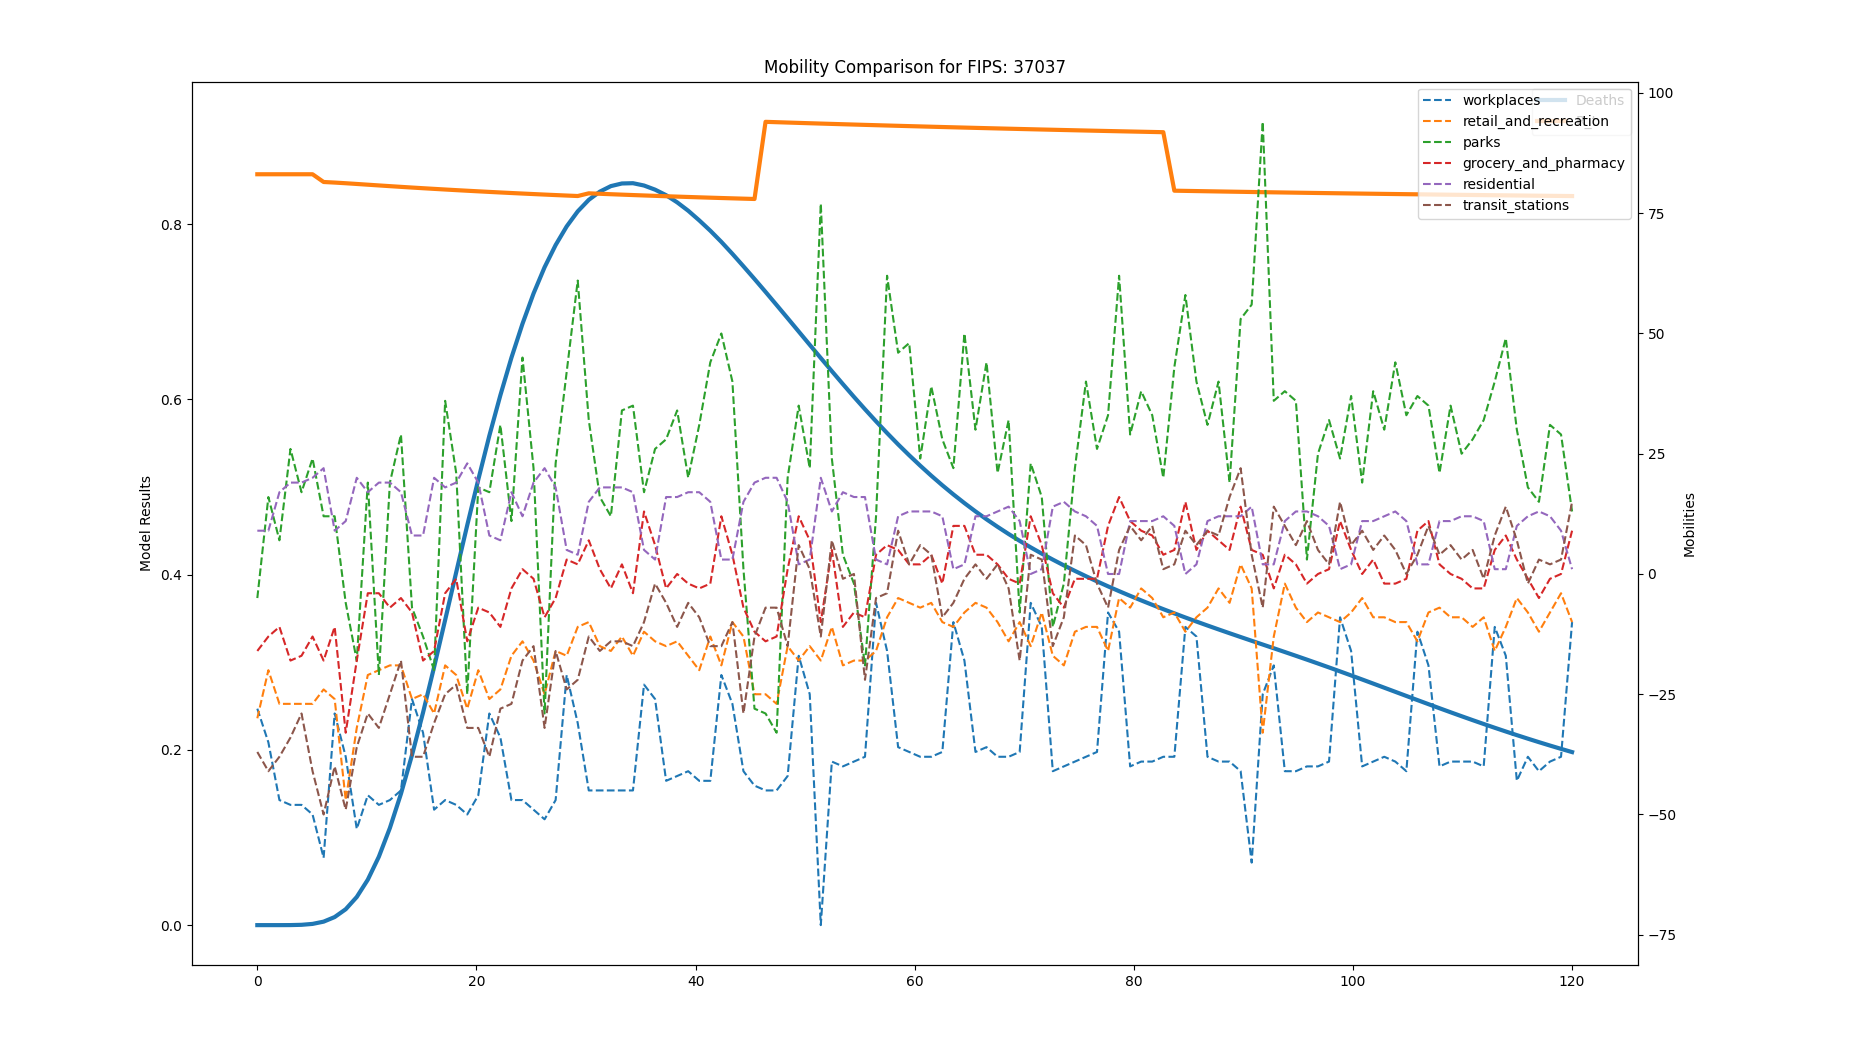 Mobility Comparison for FIPS: 37037
workplaces
Deaths
retail_and_recreation
parks
grocery_and_pharmacy
residential
transit_stations
Model Results
0.8
0.6
0.4
0.2
0.0
Mobilities
100
75
50
25
0
−25
−50
−75
0
20
40
60
80
100
120